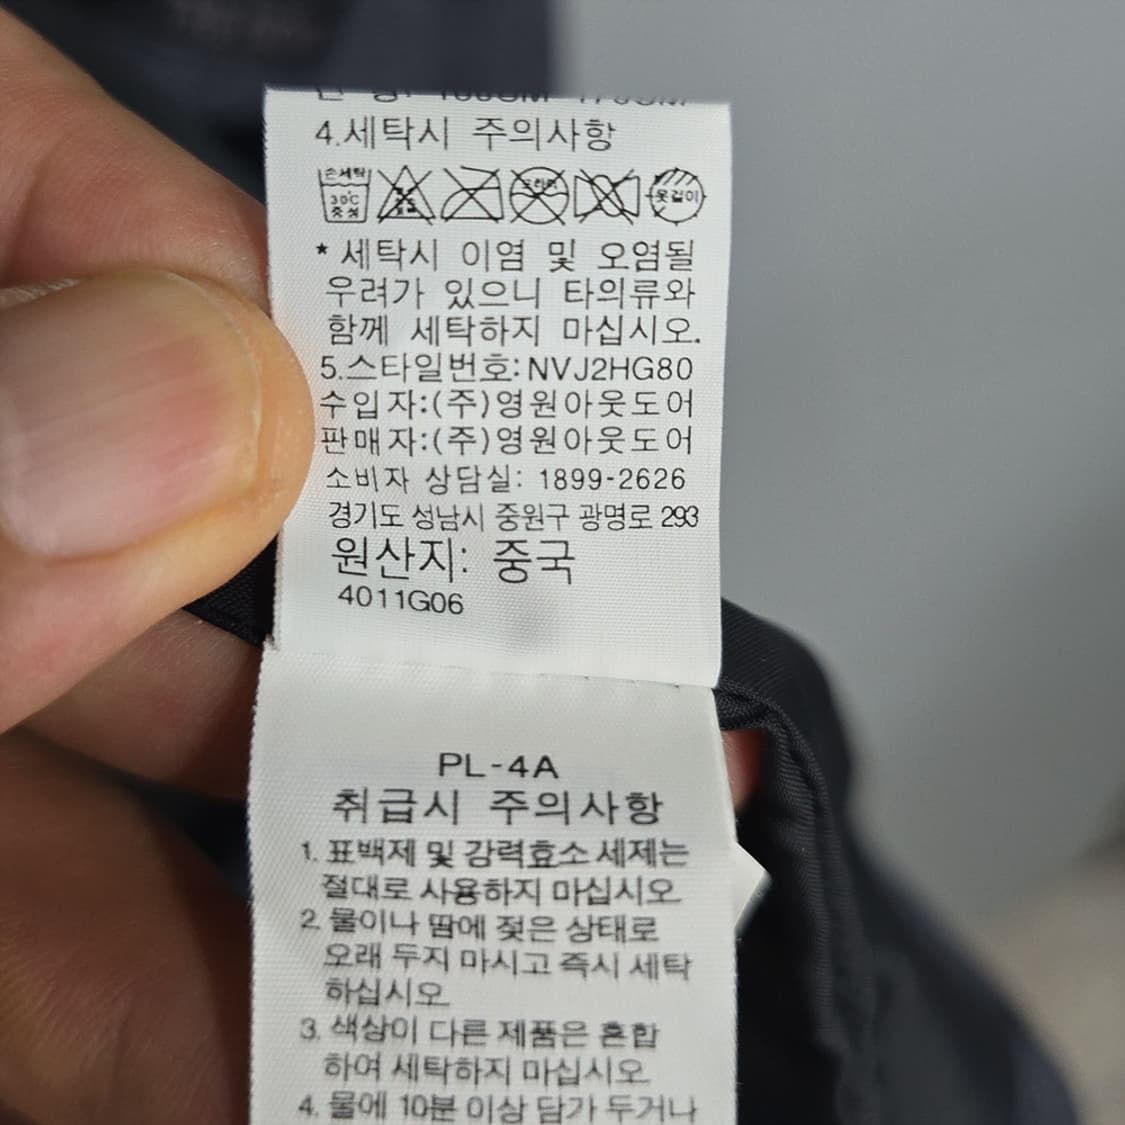 4.세탁시 주의사항
손세탁 30℃ 중성 염소 표백 드라이 옷걸이
* 세탁시 이염 및 오염될
우려가 있으니 타의류와
함께 세탁하지 마십시오.
5.스타일번호:NVJ2HG80
수입자:(주)영원아웃도어
판매자:(주)영원아웃도어
소비자 상담실: 1899-2626
경기도 성남시 중원구 광명로 293
원산지: 중국
4011G06
PL-4A
취급시 주의사항
1. 표백제 및 강력효소 세제는
절대로 사용하지 마십시오
2. 물이나 땀에 젖은 상태로
오래 두지 마시고 즉시 세탁
하십시오
3. 색상이 다른 제품은 혼합
하여 세탁하지 마십시오
4. 물에 10분 이상 담가 두거나